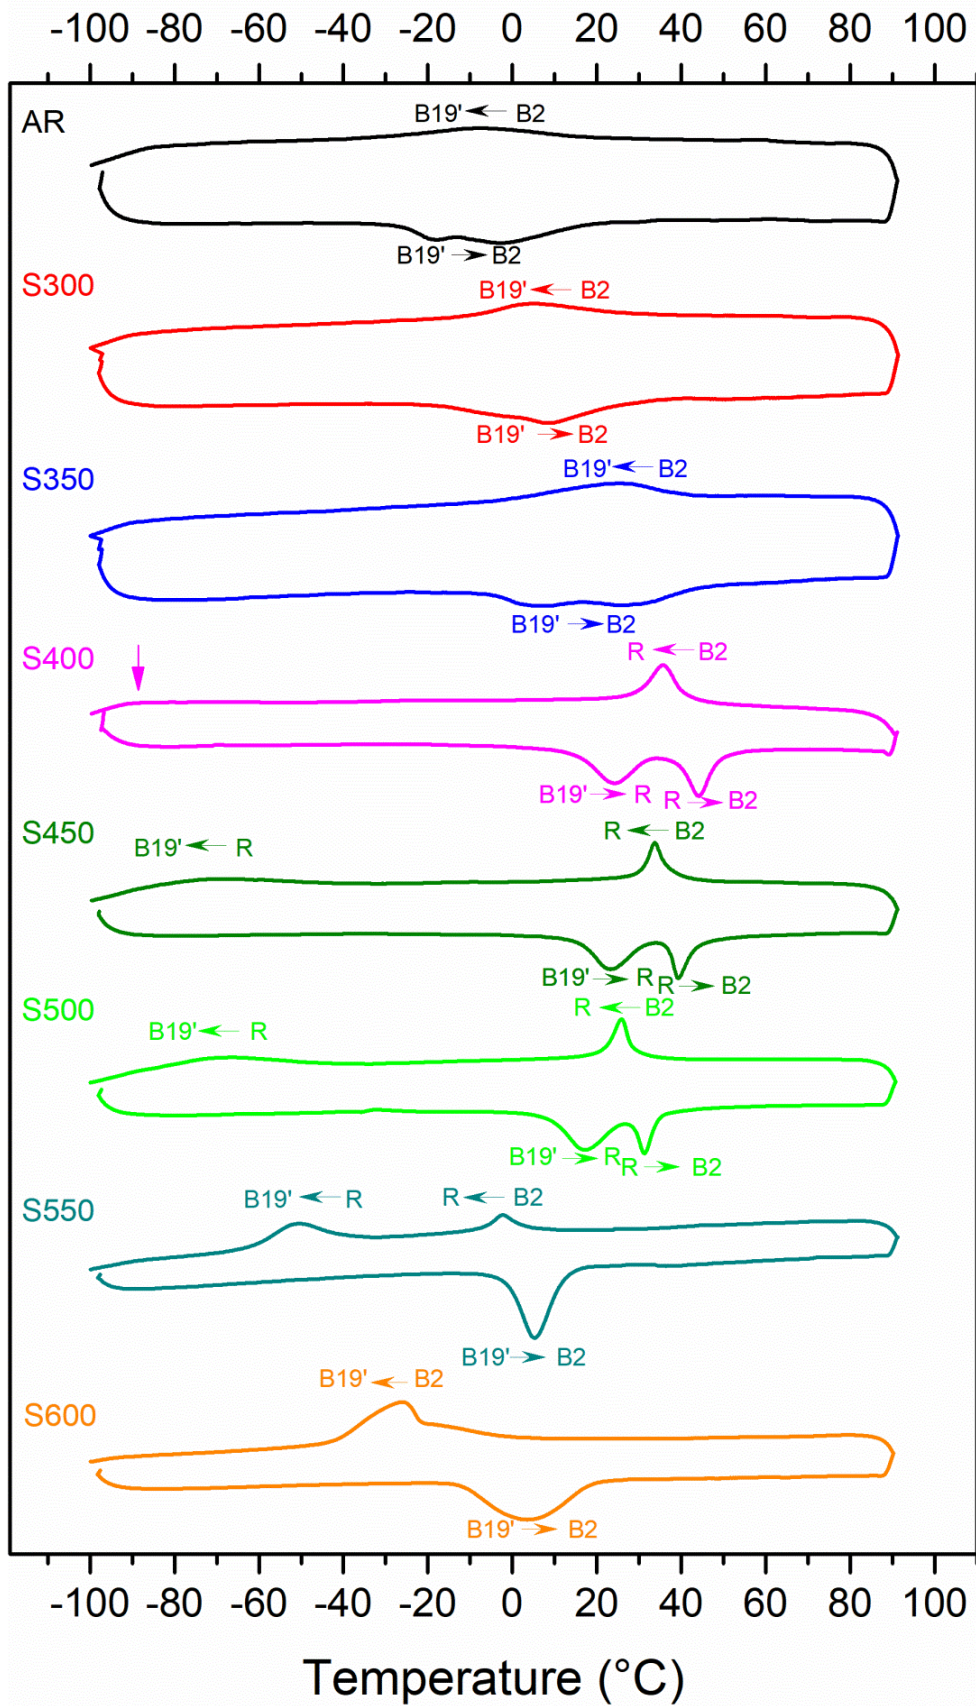 -100 -80 -60 -40 -20 0 20 40 60 80 100
AR
B19' ← B2
B19' → B2
S300
B19' ← B2
B19' → B2
S350
B19' ← B2
B19' → B2
S400
R ← B2
B19' → R R → B2
S450
R ← B2
B19' ← R
B19' → R R → B2
S500
R ← B2
B19' ← R
B19' → R R → B2
S550
B19' ← R R ← B2
B19' → B2
B19' ← B2
S600
B19' → B2
-100 -80 -60 -40 -20 0 20 40 60 80 100
Temperature (°C)